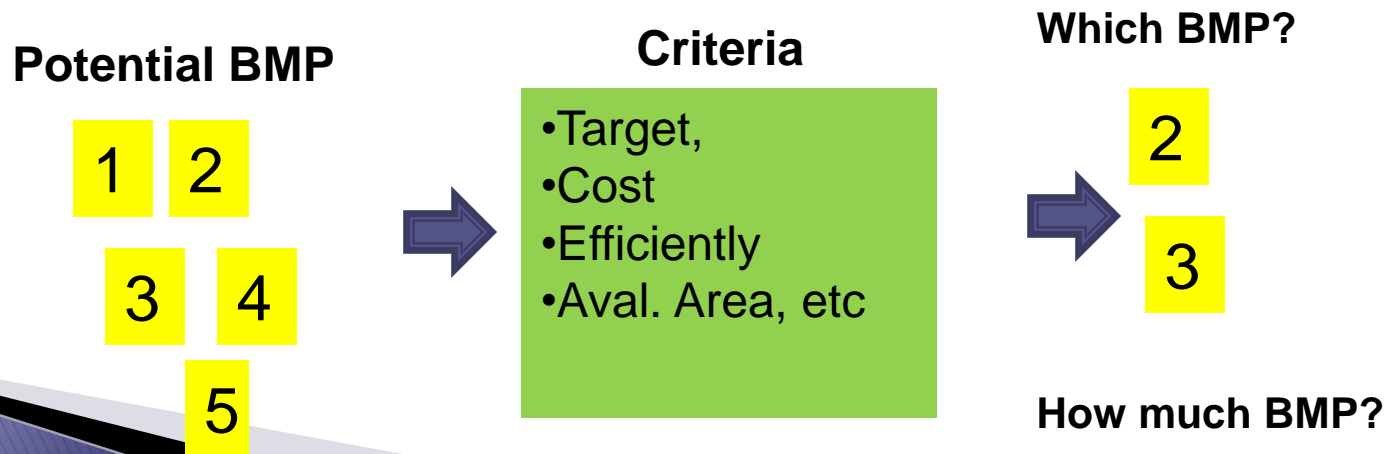 Potential BMP
1 2
3 4
5
Criteria
•Target,
•Cost
•Efficiently
•Aval. Area, etc
Which BMP?
2
3
How much BMP?